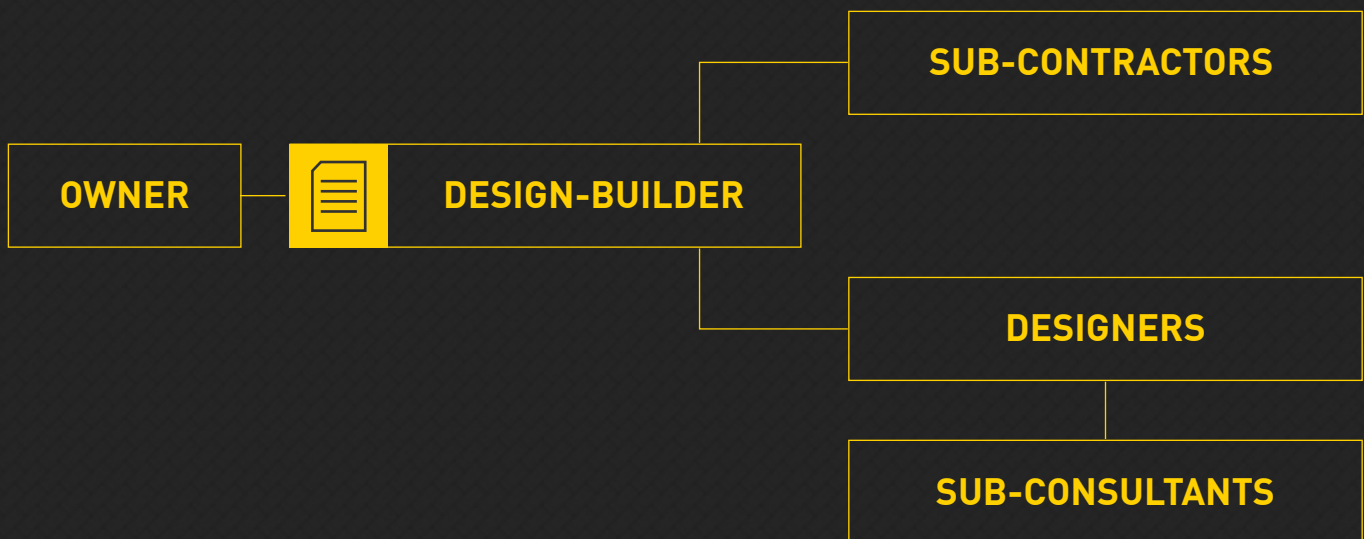 SUB-CONTRACTORS
OWNER
DESIGN-BUILDER
DESIGNERS
SUB-CONSULTANTS